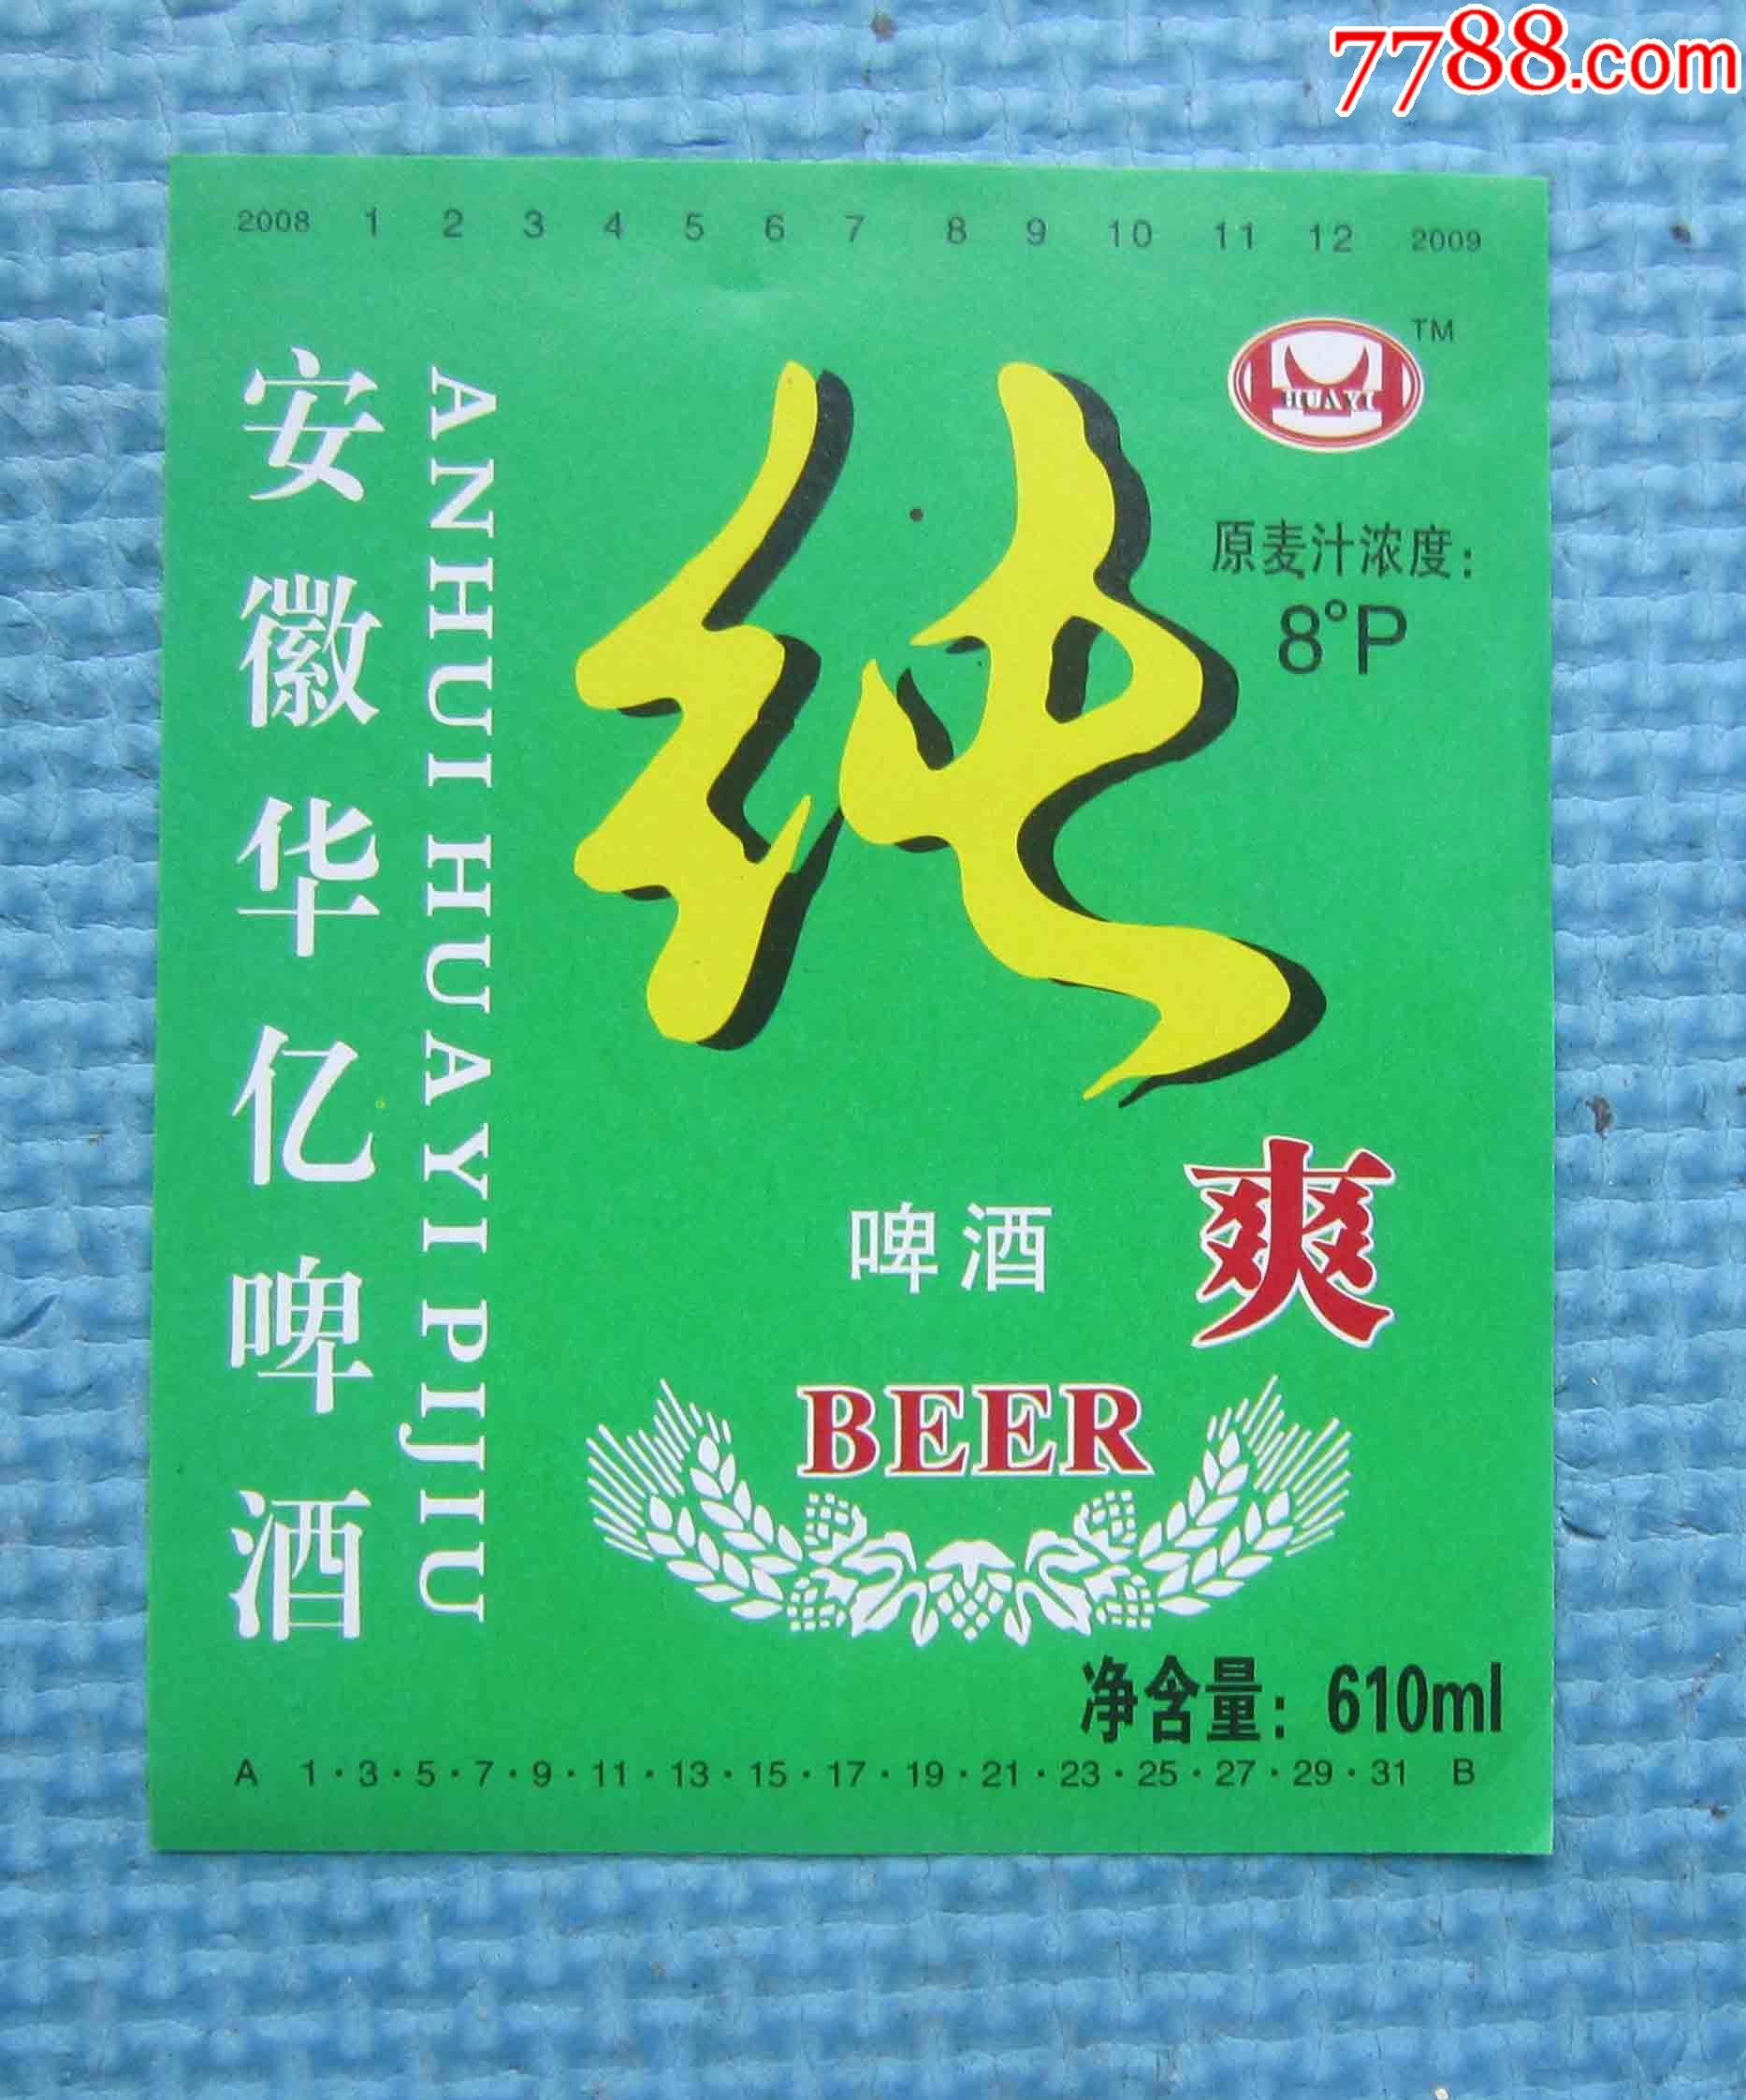 7788.com
2008 1 2 3 4 5 6 7 8 9 10 11 12 2009
安徽华亿啤酒
ANHUI HUAYI PIJIU
纯
TM
HUAYI
原麦汁浓度:
8°P
爽
啤酒
BEER
净含量: 610ml
A 1·3·5·7·9·11·13·15·17·19·21·23·25·27·29·31 B